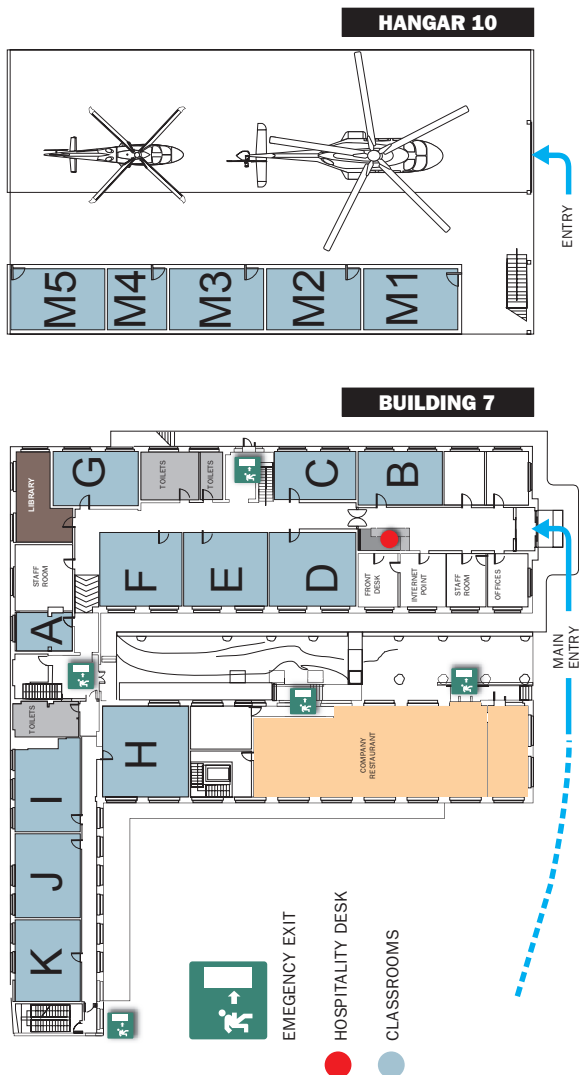 HANGAR 10
ENTRY
M5
M4
M3
M2
M1
BUILDING 7
LIBRARY
G
TOILETS
TOILETS
C
B
STAFF
ROOM
F
E
D
FRONT
DESK
INTERNET
POINT
STAFF
ROOM
OFFICES
A
MAIN
ENTRY
TOILETS
H
COMPANY
RESTAURANT
I
J
K
EMEGENCY EXIT
HOSPITALITY DESK
CLASSROOMS